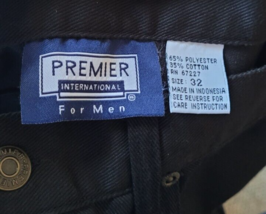 PREMIER
INTERNATIONAL
®
For Men
65% POLYESTER
35% COTTON
RN 67227
SIZE: 32
MADE IN INDONESIA
SEE REVERSE FOR
CARE INSTRUCTION